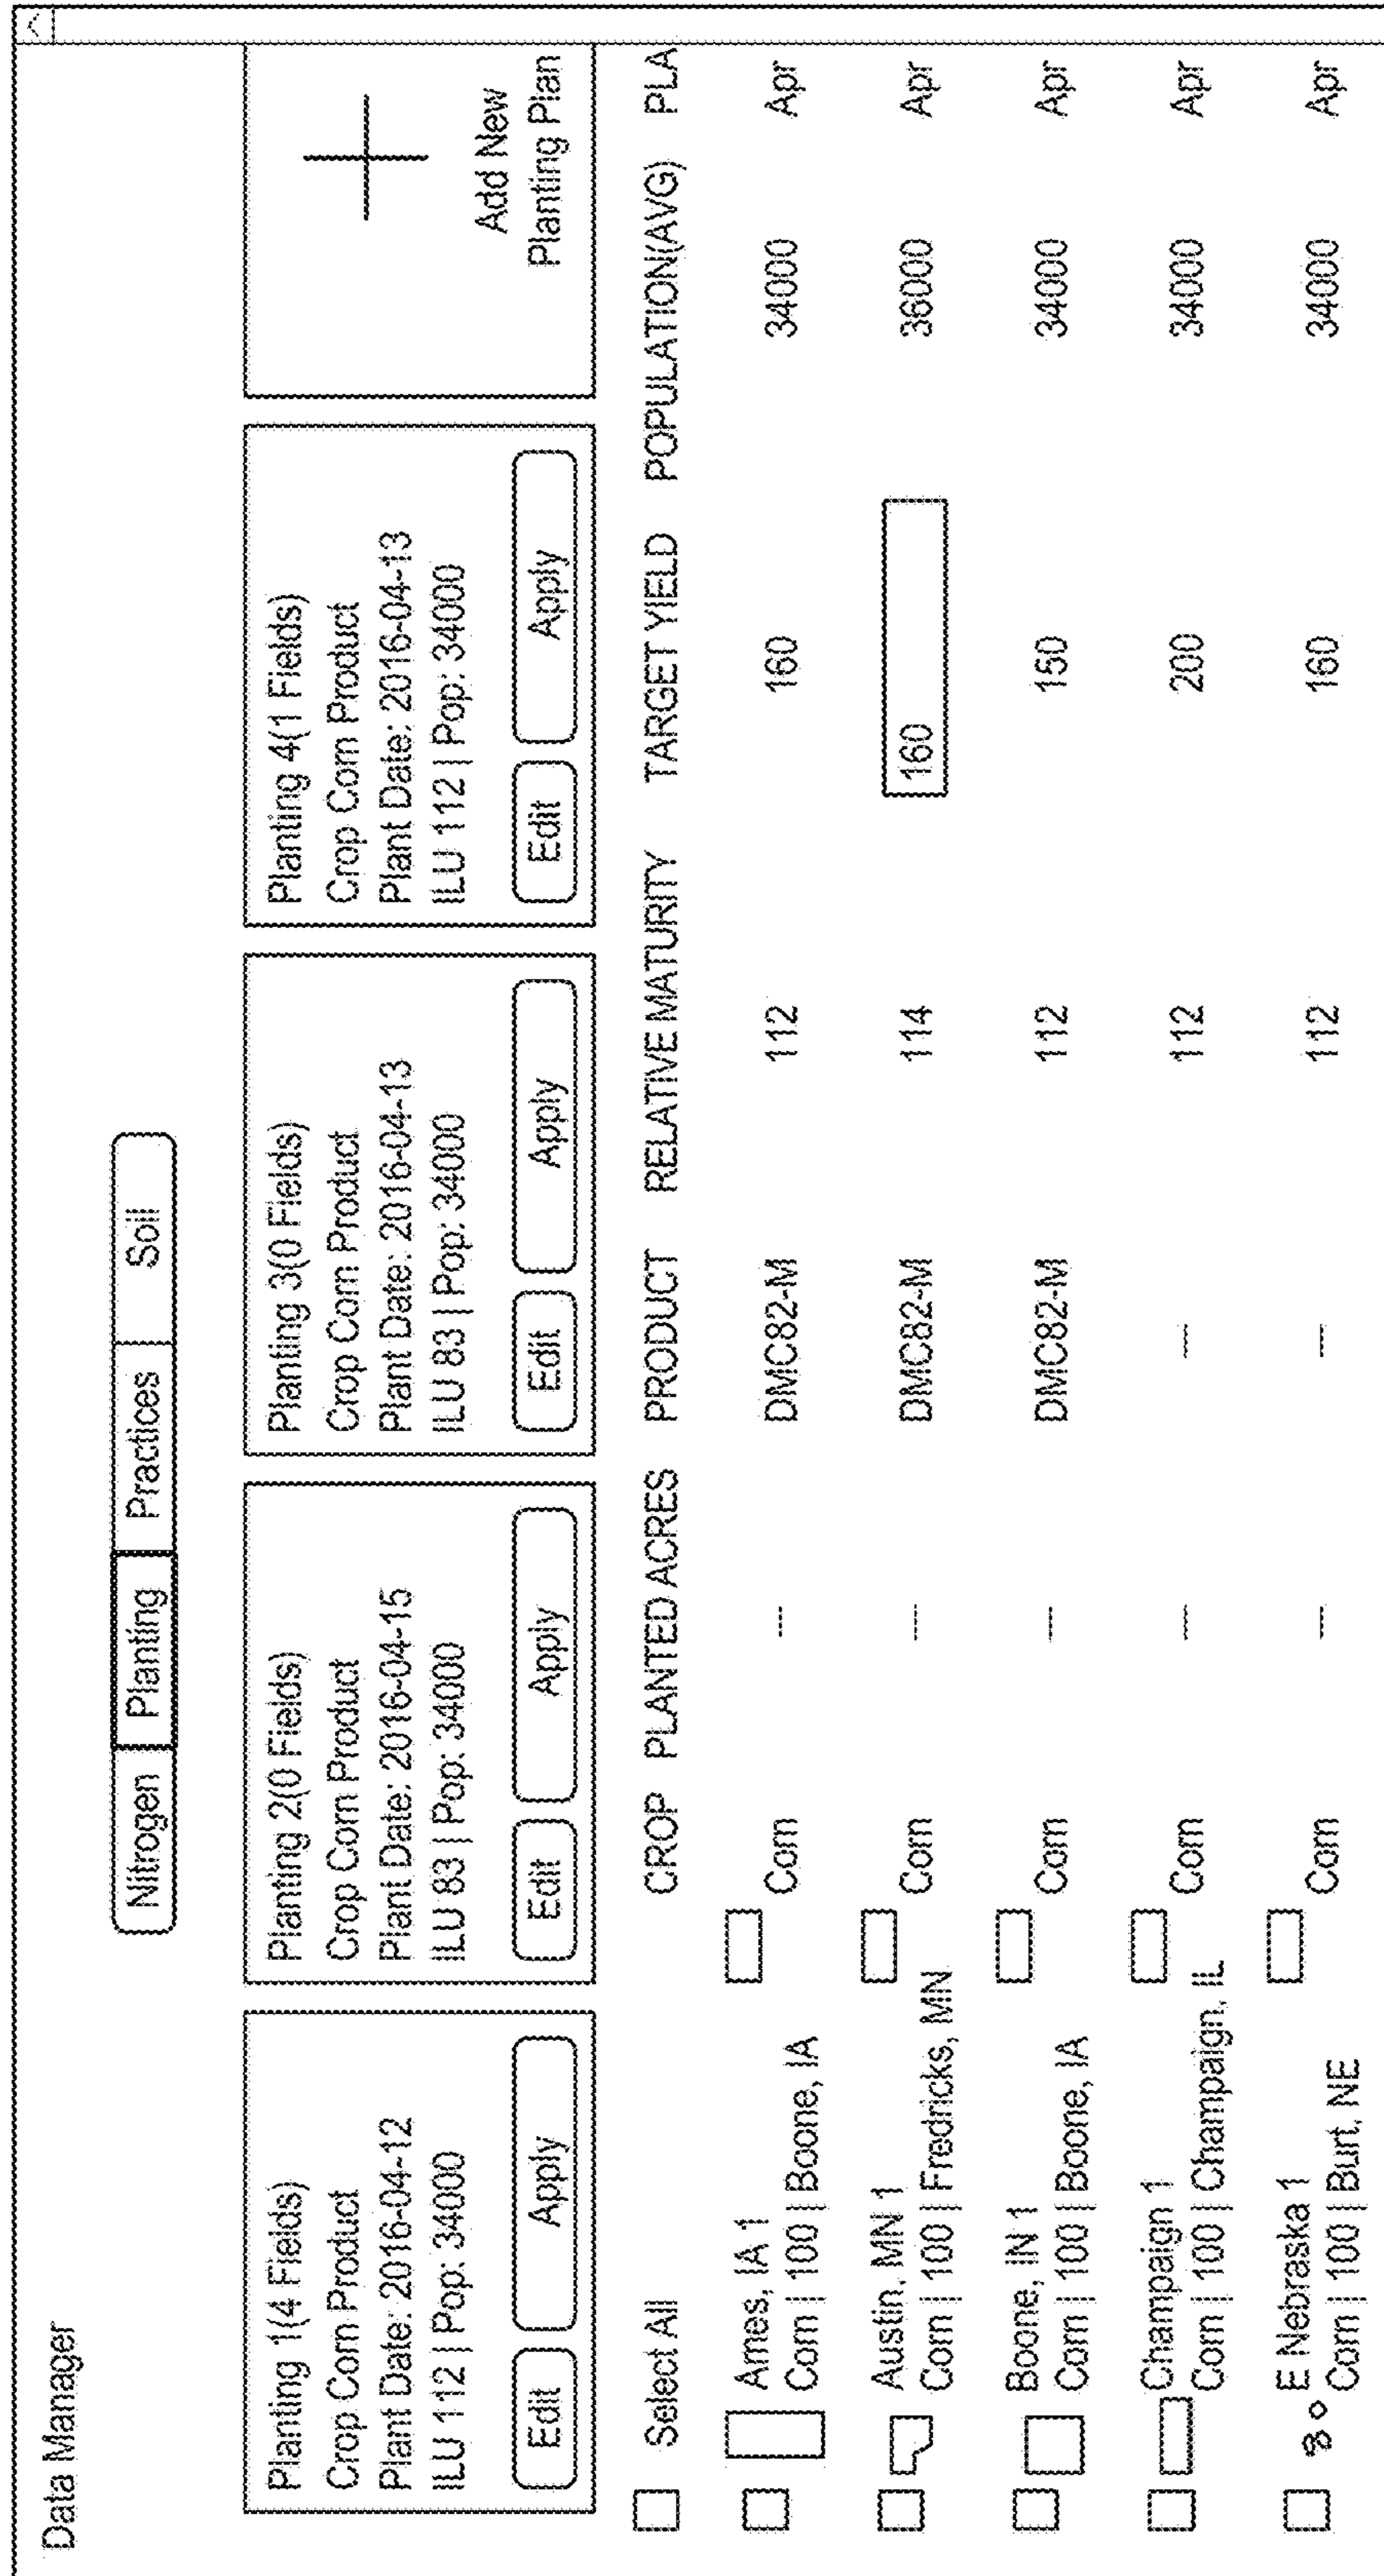 Data Manager
Nitrogen Planting Practices Soil
Planting 1(4 Fields)
Crop Corn Product
Plant Date: 2016-04-12
ILU 112 | Pop: 34000
Edit Apply
Planting 2(0 Fields)
Crop Corn Product
Plant Date: 2016-04-15
ILU 83 | Pop: 34000
Edit Apply
Planting 3(0 Fields)
Crop Corn Product
Plant Date: 2016-04-13
ILU 83 | Pop: 34000
Edit Apply
Planting 4(1 Fields)
Crop Corn Product
Plant Date: 2016-04-13
ILU 112 | Pop: 34000
Edit Apply
Add New
Planting Plan
Select All CROP PLANTED ACRES PRODUCT RELATIVE MATURITY TARGET YIELD POPULATION(AVG) PLA
Ames, IA 1
Corn | 100 | Boone, IA
Corn --- DMC82-M 112 160 34000 Apr
Austin, MN 1
Corn | 100 | Fredricks, MN
Corn --- DMC82-M 114 160 36000 Apr
Boone, IN 1
Corn | 100 | Boone, IA
Corn --- DMC82-M 112 150 34000 Apr
Champaign 1
Corn | 100 | Champaign, IL
Corn --- --- 112 200 34000 Apr
E Nebraska 1
Corn | 100 | Burt, NE
Corn --- --- 112 160 34000 Apr